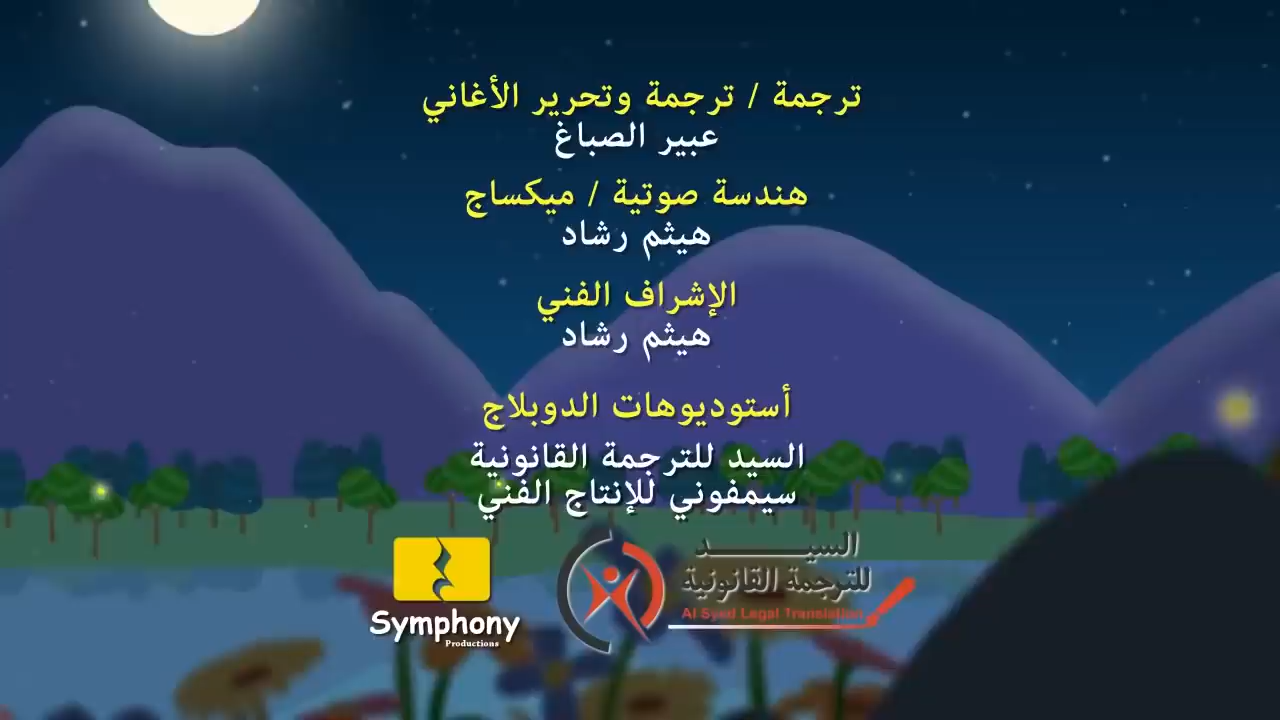 ترجمة / ترجمة وتحرير الأغاني
عبير الصباغ
هندسة صوتية / ميكساج
هيثم رشاد
الإشراف الفني
هيثم رشاد
أستوديوهات الدوبلاج
السيد للترجمة القانونية
سيمفوني للإنتاج الفني
السيد
للترجمة القانونية
Al Syed Legal Translation
Symphony
Productions